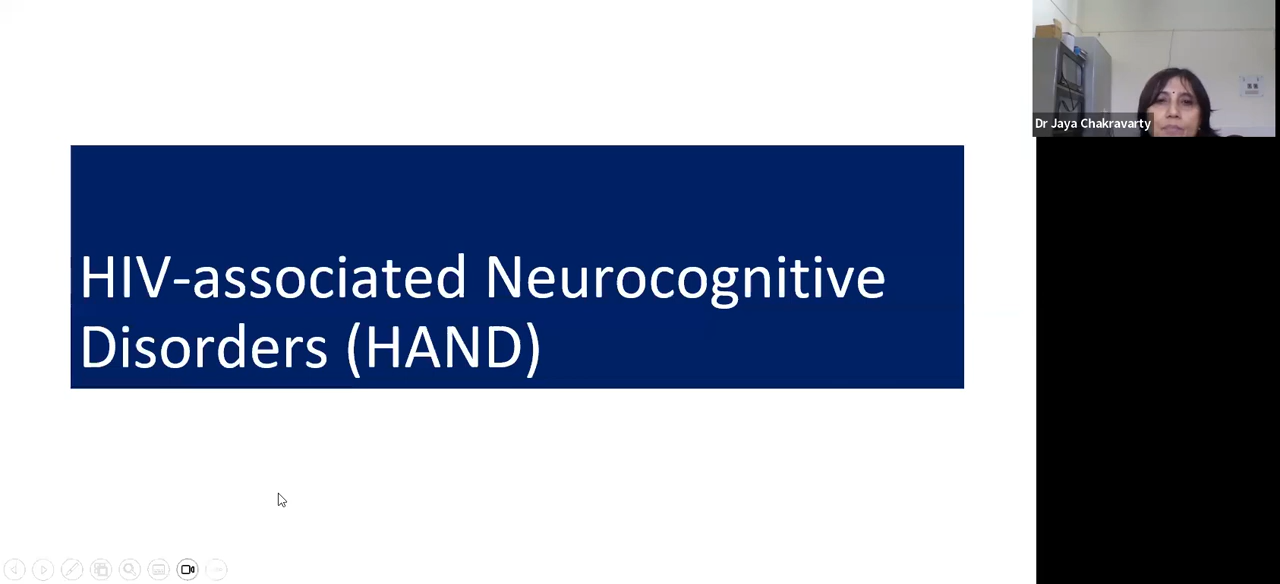 HIV-associated Neurocognitive
Disorders (HAND)
Dr Jaya Chakravarty